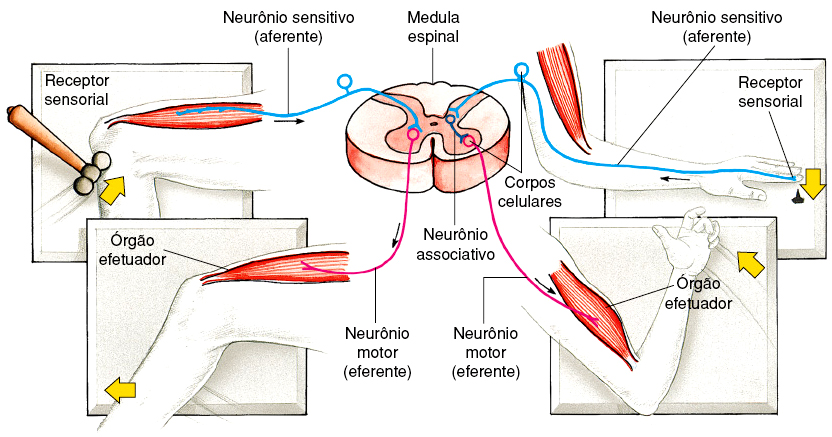 Neurônio sensitivo
(aferente)
Medula
espinal
Neurônio sensitivo
(aferente)
Receptor
sensorial
Receptor
sensorial
Corpos
celulares
Neurônio
associativo
Órgão
efetuador
Órgão
efetuador
Neurônio
motor
(eferente)
Neurônio
motor
(eferente)